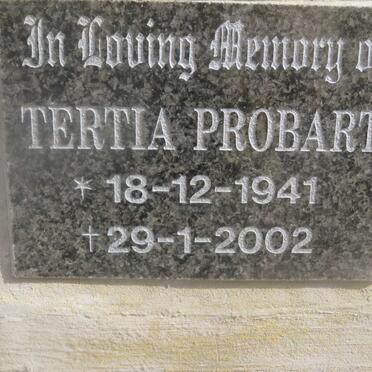 In Loving Memory o
TERTIA PROBART
* 18-12-1941
† 29-1-2002